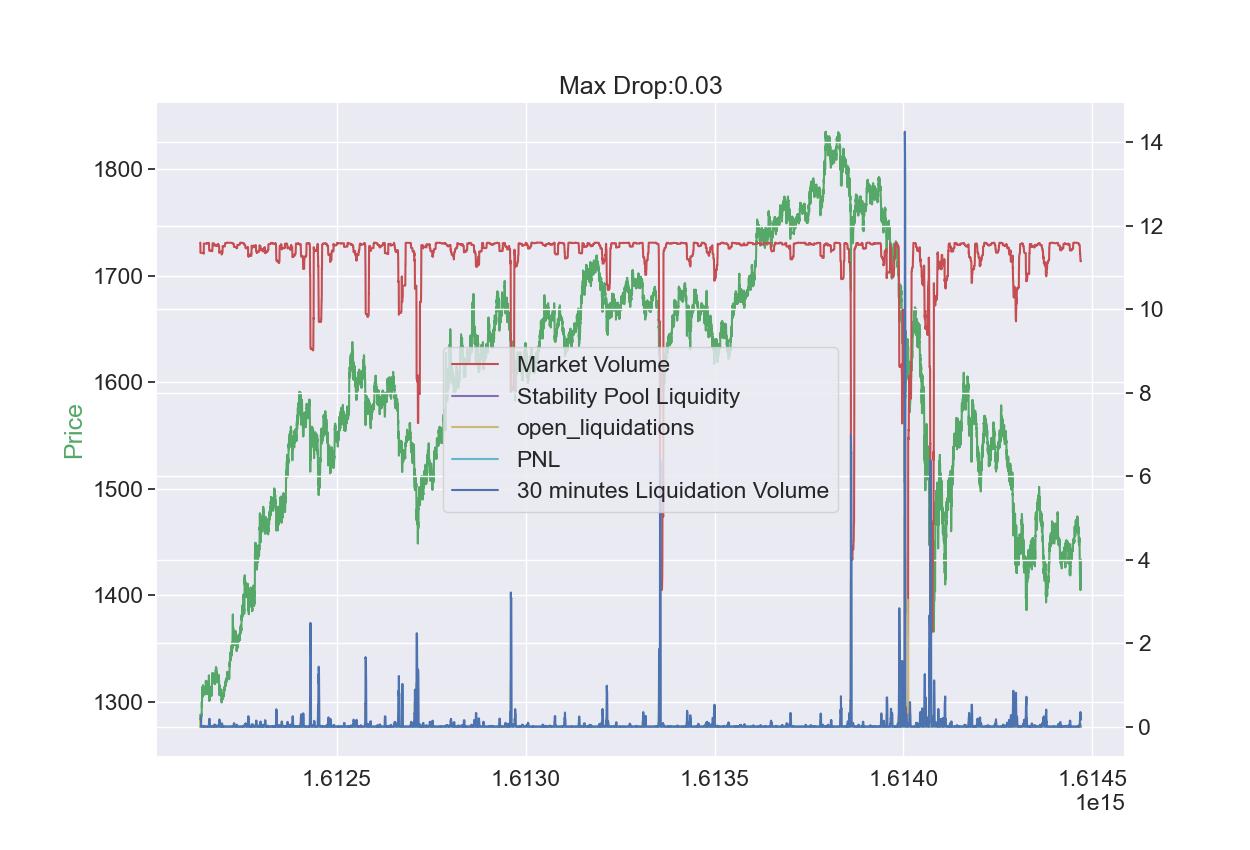 Max Drop:0.03
1800
1700
1600
1500
1400
1300
Price
14
12
10
8
6
4
2
0
Market Volume
Stability Pool Liquidity
open_liquidations
PNL
30 minutes Liquidation Volume
1.6125 1.6130 1.6135 1.6140 1.6145
1e15